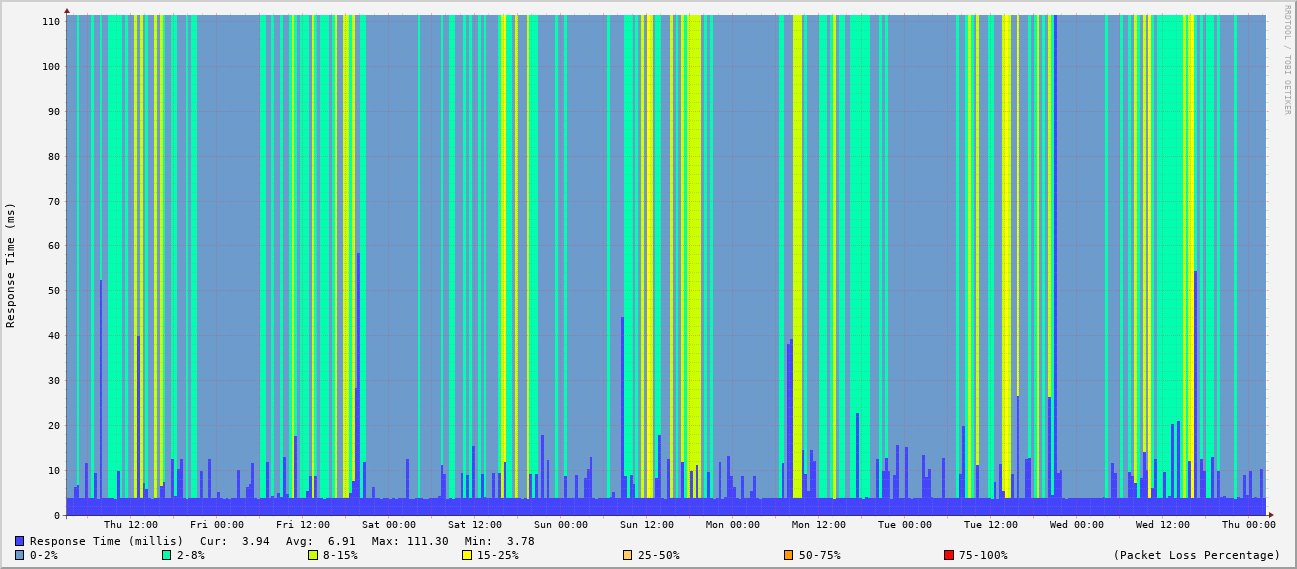 RRDTOOL / TOBI OETIKER
Response Time (ms)
110
100
90
80
70
60
50
40
30
20
10
0
Thu 12:00 Fri 00:00 Fri 12:00 Sat 00:00 Sat 12:00 Sun 00:00 Sun 12:00 Mon 00:00 Mon 12:00 Tue 00:00 Tue 12:00 Wed 00:00 Wed 12:00 Thu 00:00
Response Time (millis) Cur: 3.94 Avg: 6.91 Max: 111.30 Min: 3.78
0-2% 2-8% 8-15% 15-25% 25-50% 50-75% 75-100% (Packet Loss Percentage)